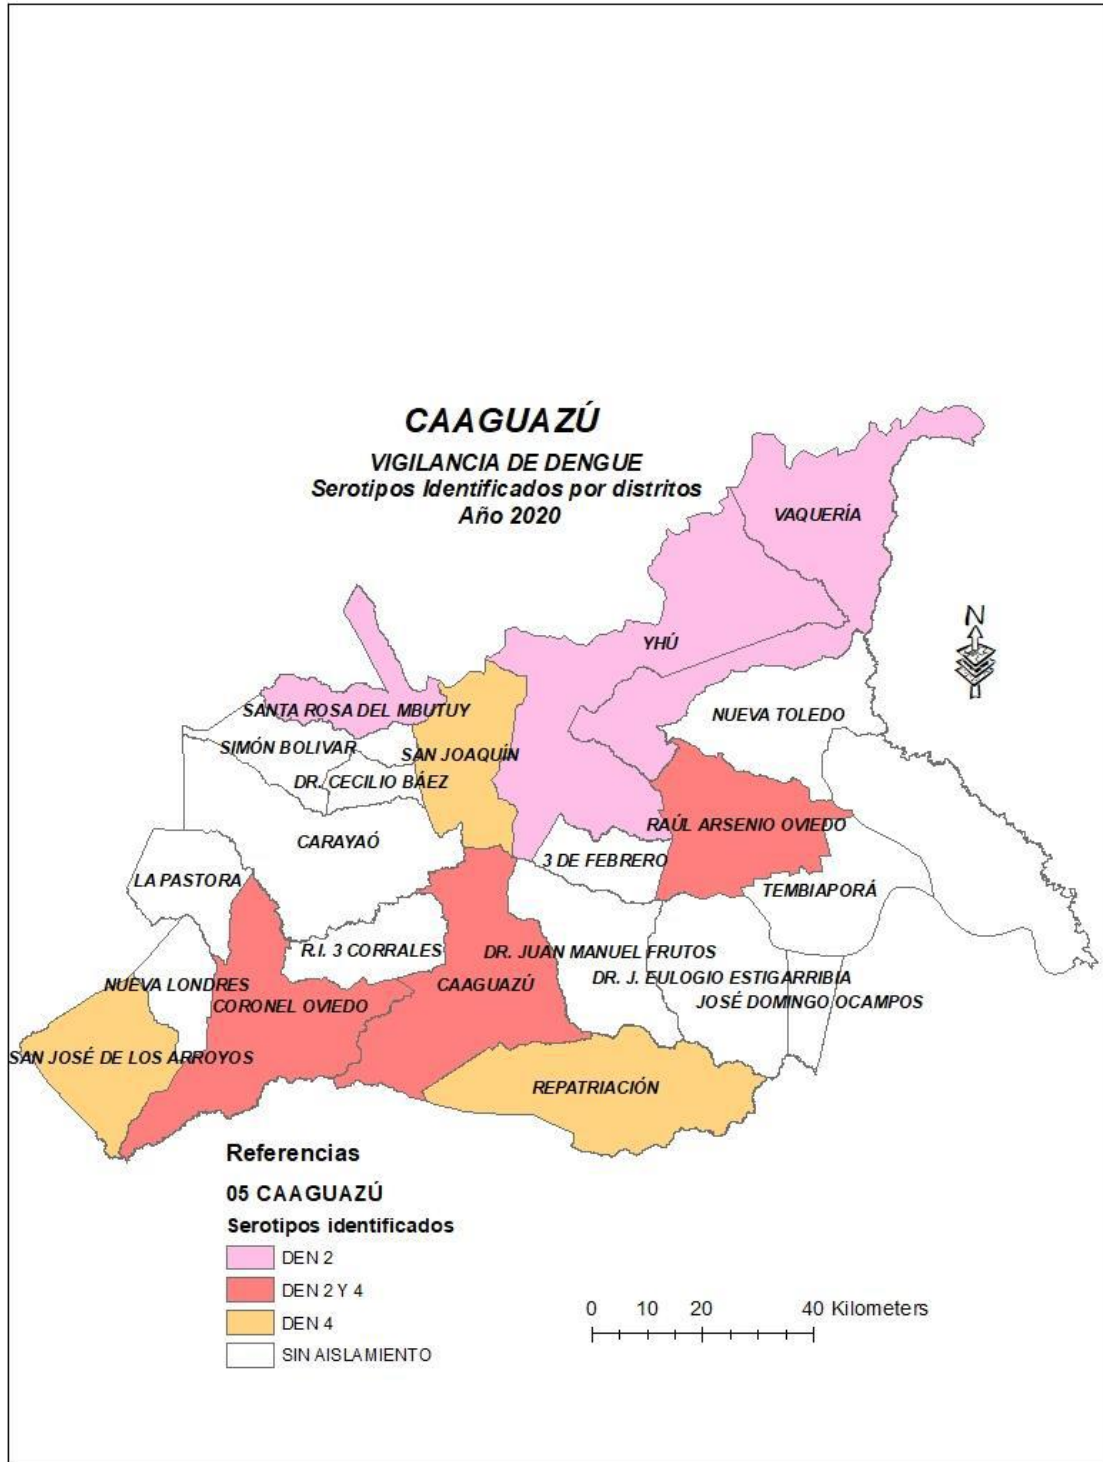 CAAGUAZÚ
VIGILANCIA DE DENGUE
Serotipos Identificados por distritos
Año 2020
VAQUERÍA
N
YHÚ
SANTA ROSA DEL MBUTUY
NUEVA TOLEDO
SIMÓN BOLIVAR
SAN JOAQUÍN
DR. CECILIO BÁEZ
RAÚL ARSENIO OVIEDO
CARAYAÓ
3 DE FEBRERO
LA PASTORA
TEMBIAPORÁ
R.I. 3 CORRALES
DR. JUAN MANUEL FRUTOS
NUEVA LONDRES
CAAGUAZÚ
DR. J. EULOGIO ESTIGARRIBIA
CORONEL OVIEDO
JOSÉ DOMINGO OCAMPOS
SAN JOSÉ DE LOS ARROYOS
REPATRIACIÓN
Referencias
05 CAAGUAZÚ
Serotipos identificados
DEN 2
DEN 2 Y 4
DEN 4
SIN AISLAMIENTO
0 10 20 40 Kilometers